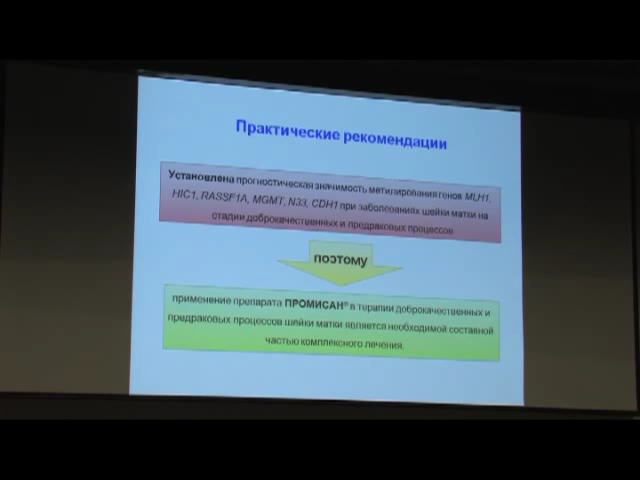 Практические рекомендации
Установлена прогностическая значимость метилирования генов MLH1,
HIC1, RASSF1A, MGMT, N33, CDH1 при заболеваниях шейки матки на
стадии доброкачественных и предраковых процессов
поэтому
применение препарата ПРОМИСАН® в терапии доброкачественных и
предраковых процессов шейки матки является необходимой составной
частью комплексного лечения.